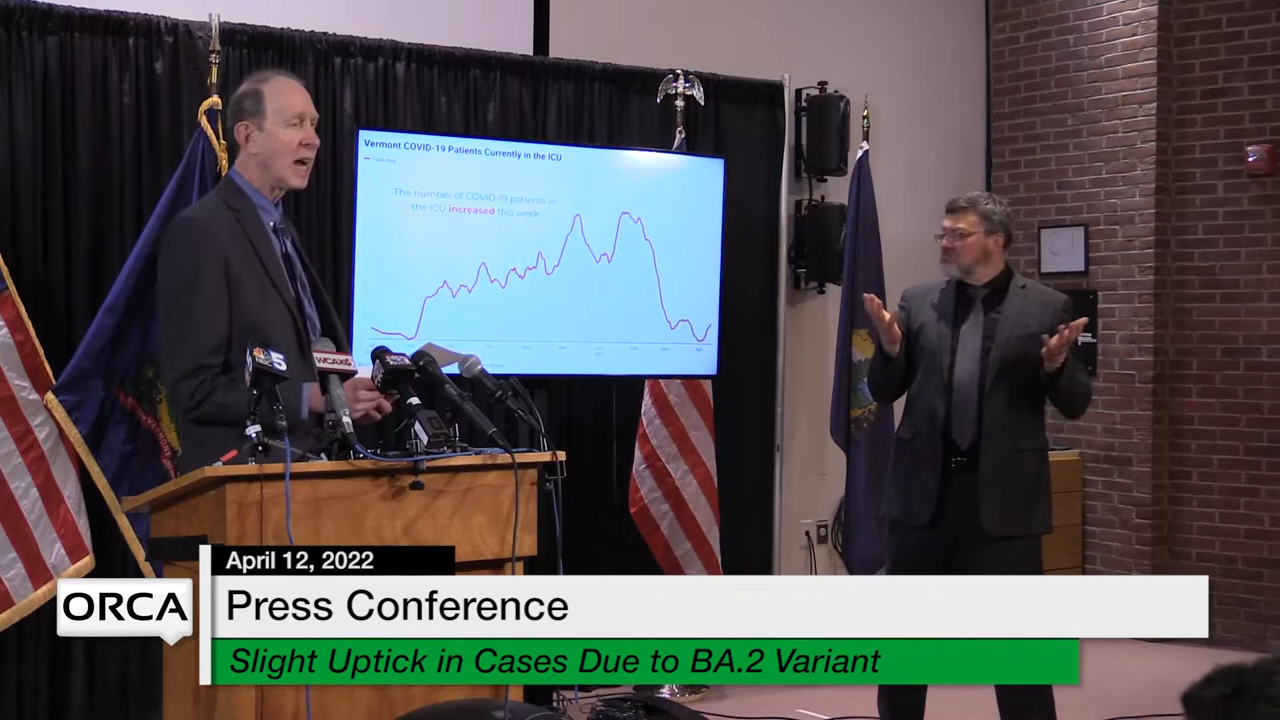 Vermont COVID-19 Patients Currently in the ICU
The number of COVID-19 patients in
the ICU increased this week
5
WCAX
VERMONT
April 12, 2022
ORCA
Press Conference
Slight Uptick in Cases Due to BA.2 Variant